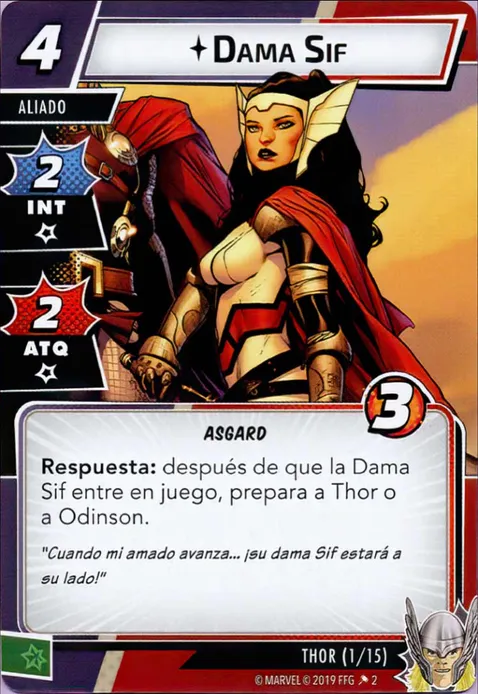 4
DAMA SIF
ALIADO
2
INT
2
ATQ
3
ASGARD
Respuesta: después de que la Dama
Sif entre en juego, prepara a Thor o
a Odinson.
"Cuando mi amado avanza... ¡su dama Sif estará a
su lado!"
THOR (1/15)
© MARVEL © 2019 FFG 2